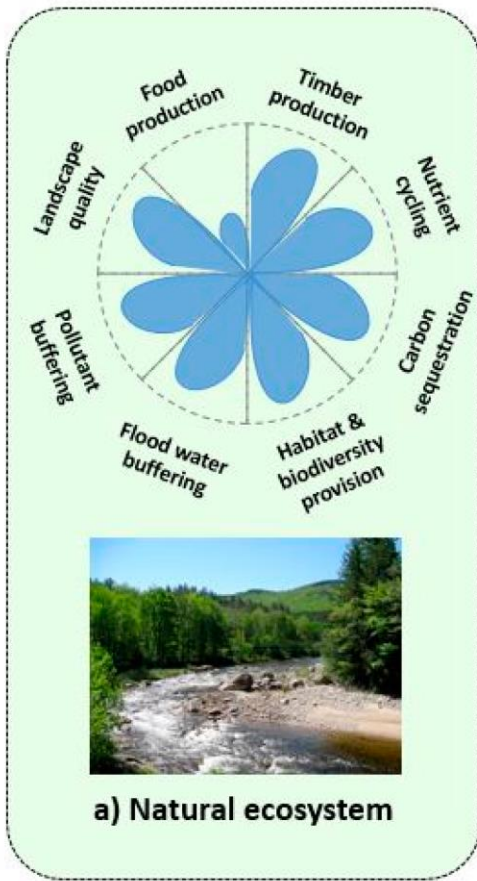 Food
production
Timber
production
Landscape
quality
Nutrient
cycling
Pollutant
buffering
Carbon
sequestration
Flood water
buffering
Habitat &
biodiversity
provision
a) Natural ecosystem